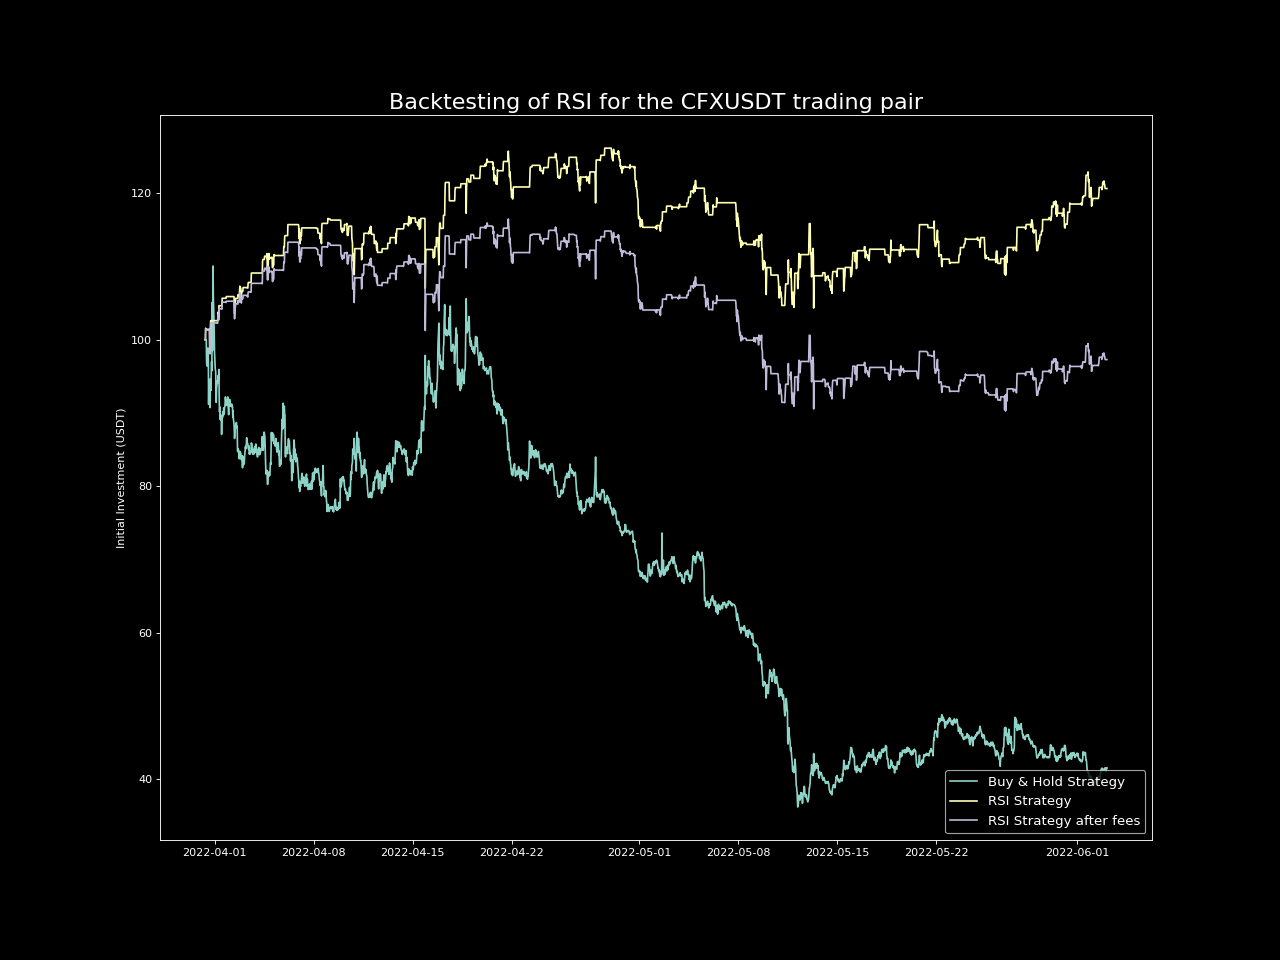 Backtesting of RSI for the CFXUSDT trading pair
Initial Investment (USDT)
120
100
80
60
40
2022-04-01
2022-04-08
2022-04-15
2022-04-22
2022-05-01
2022-05-08
2022-05-15
2022-05-22
2022-06-01
Buy & Hold Strategy
RSI Strategy
RSI Strategy after fees